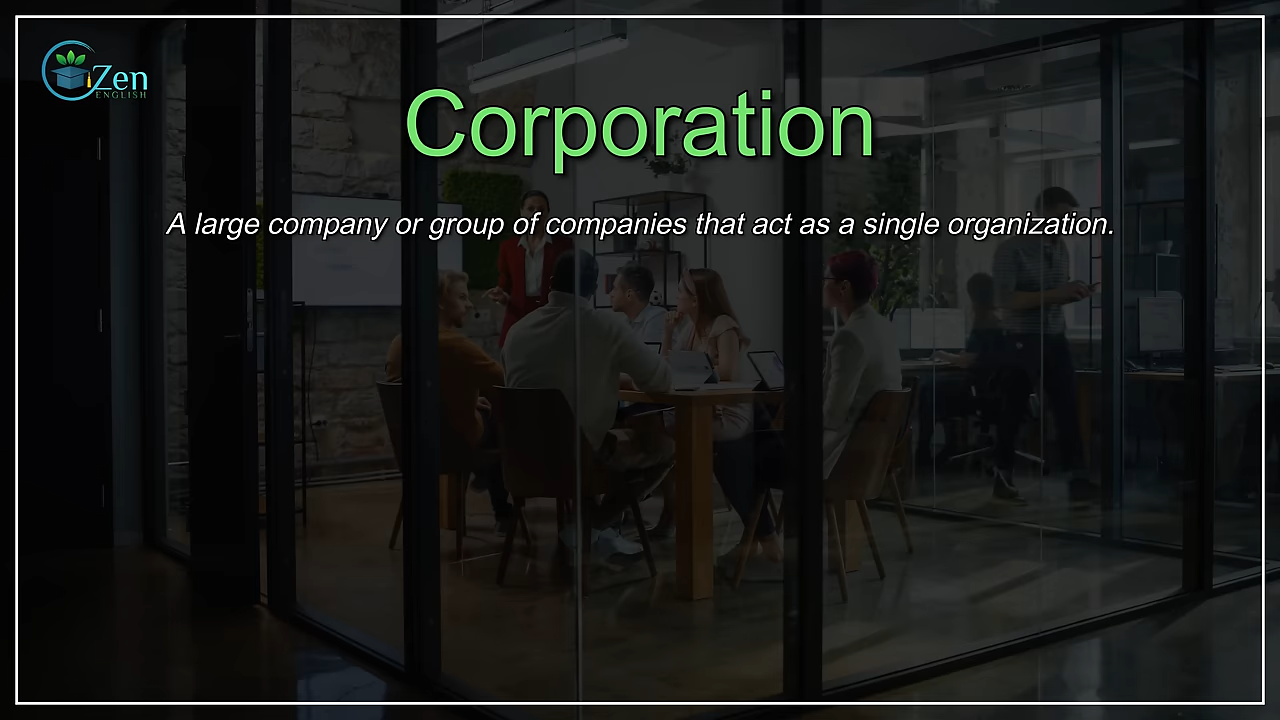 Zen
ENGLISH
Corporation
A large company or group of companies that act as a single organization.